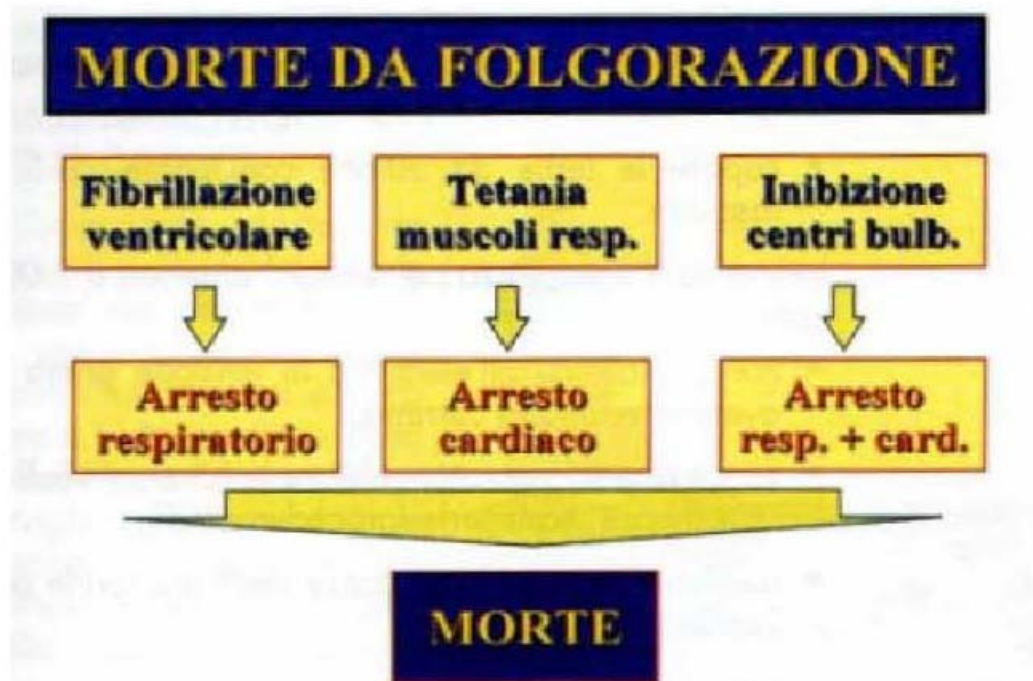 MORTE DA FOLGORAZIONE
Fibrillazione
ventricolare
Tetania
muscoli resp.
Inibizione
centri bulb.
Arresto
respiratorio
Arresto
cardiaco
Arresto
resp. + card.
MORTE